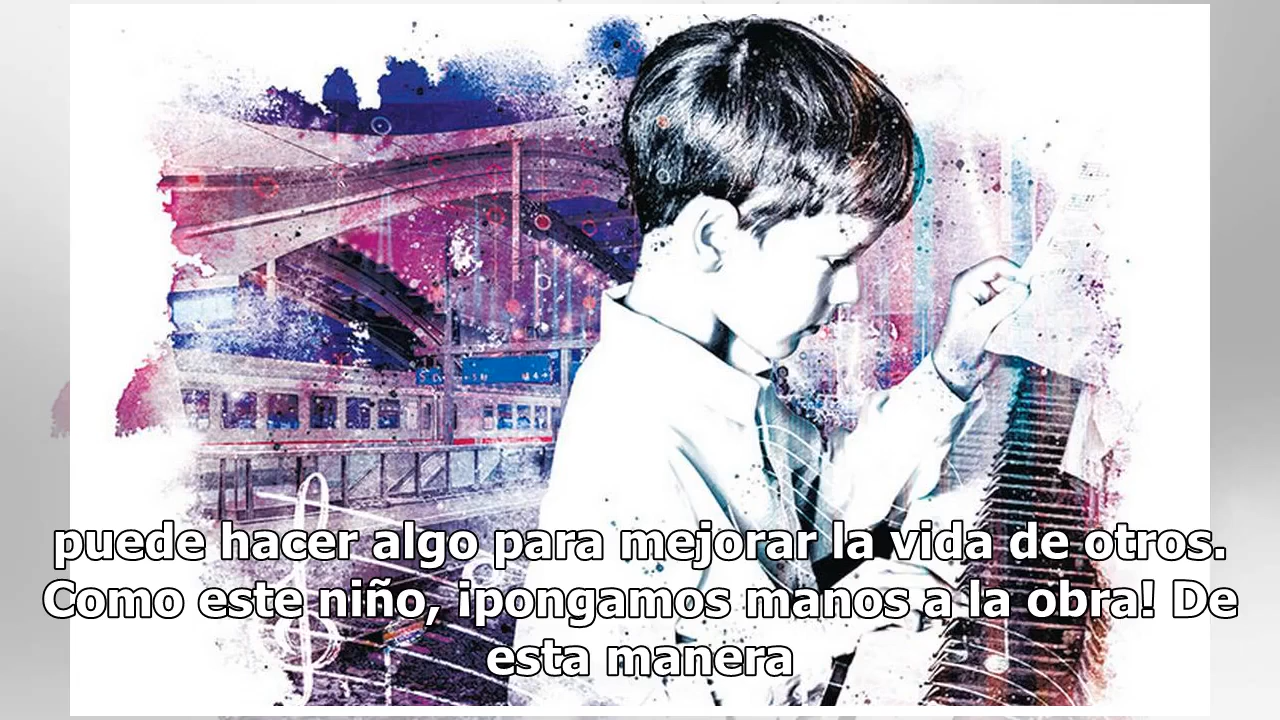 puede hacer algo para mejorar la vida de otros.
Como este niño, ¡pongamos manos a la obra! De
esta manera